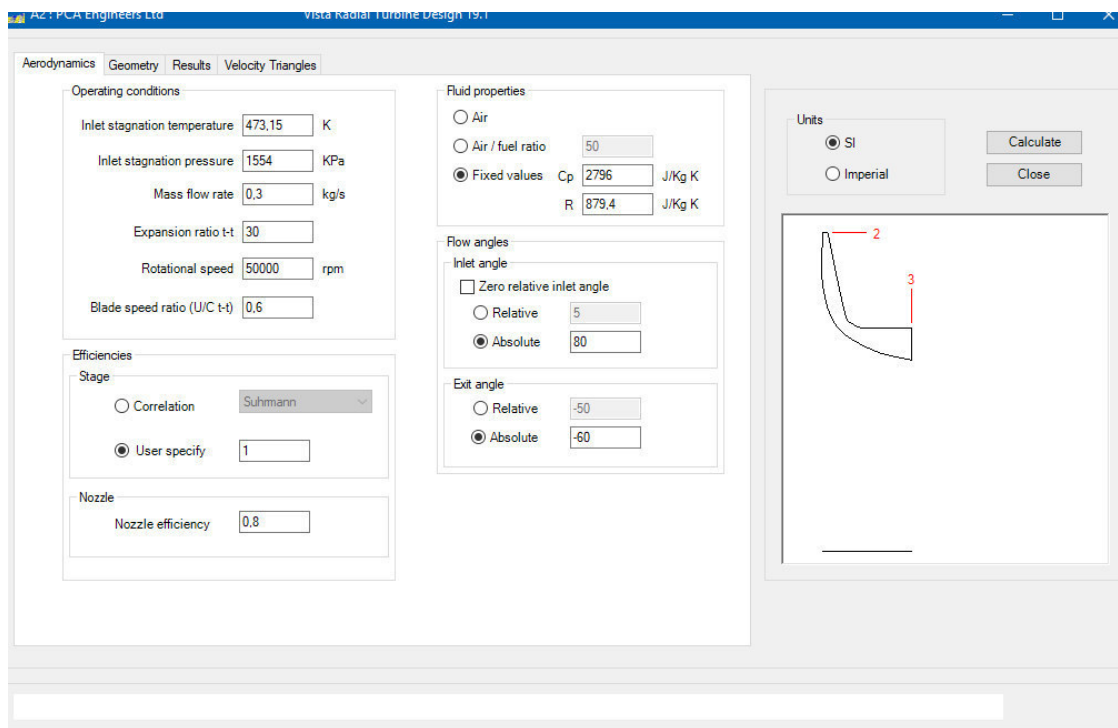 A2 : PCA Engineers Ltd Vista Radial Turbine Design 19.1
Aerodynamics Geometry Results Velocity Triangles
Operating conditions
Inlet stagnation temperature 473,15 K
Inlet stagnation pressure 1554 KPa
Mass flow rate 0,3 kg/s
Expansion ratio t-t 30
Rotational speed 50000 rpm
Blade speed ratio (U/C t-t) 0,6
Efficiencies
Stage
Correlation Suhrmann
User specify 1
Nozzle
Nozzle efficiency 0,8
Fluid properties
Air
Air / fuel ratio 50
Fixed values Cp 2796 J/Kg K
R 879,4 J/Kg K
Flow angles
Inlet angle
Zero relative inlet angle
Relative 5
Absolute 80
Exit angle
Relative -50
Absolute -60
Units
SI
Imperial
Calculate
Close
2
3